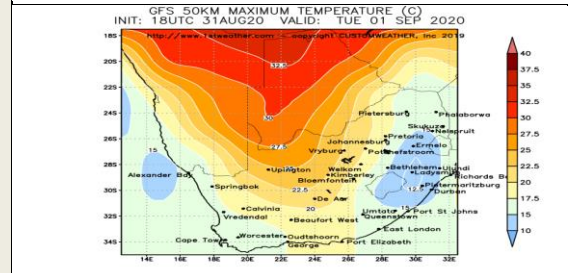 GFS 50KM MAXIMUM TEMPERATURE (C)
INIT: 18UTC 31AUG20 VALID: TUE 01 SEP 2020
http://www.1stweather.com -- copyright CUSTOMWEATHER, Inc 2019
18S
20S
22S
24S
26S
28S
30S
32S
34S
14E 16E 18E 20E 22E 24E 26E 28E 30E 32E
40
37.5
35
32.5
30
27.5
25
22.5
20
17.5
15
12.5
10
32.5
30
27.5
22.5
20
15
15
15
12.5
15
Pietersburg
Phalaborwa
Skukuza
Nelspruit
Pretoria
Johannesburg
Ermelo
Vryburg
Potchefstroom
Upington
Welkom
Bethlehem
Ulundi
Alexander Bay
Kimberley
Ladysmith
Bloemfontein
Richards B
Springbok
Pietermaritzburg
De Aar
Durban
Calvinia
Umtata
Port St Johns
Vredendal
Beaufort West
Queenstown
East London
Cape Town
Worcester
Oudtshoorn
George
Port Elizabeth